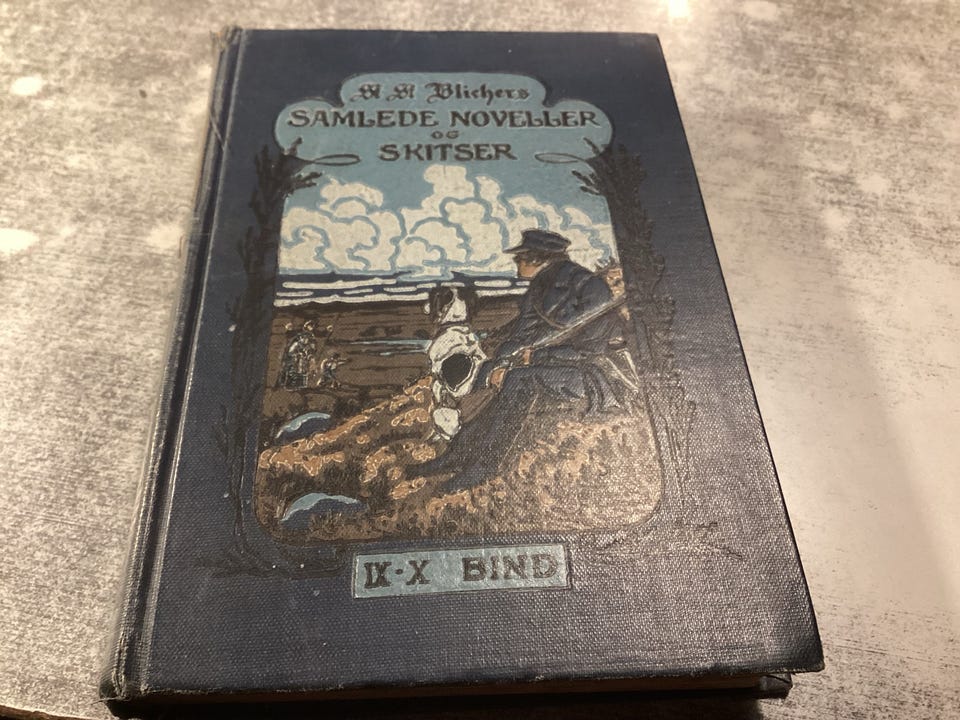 St St Blichers
SAMLEDE NOVELLER
OG
SKITSER
IX·X BIND